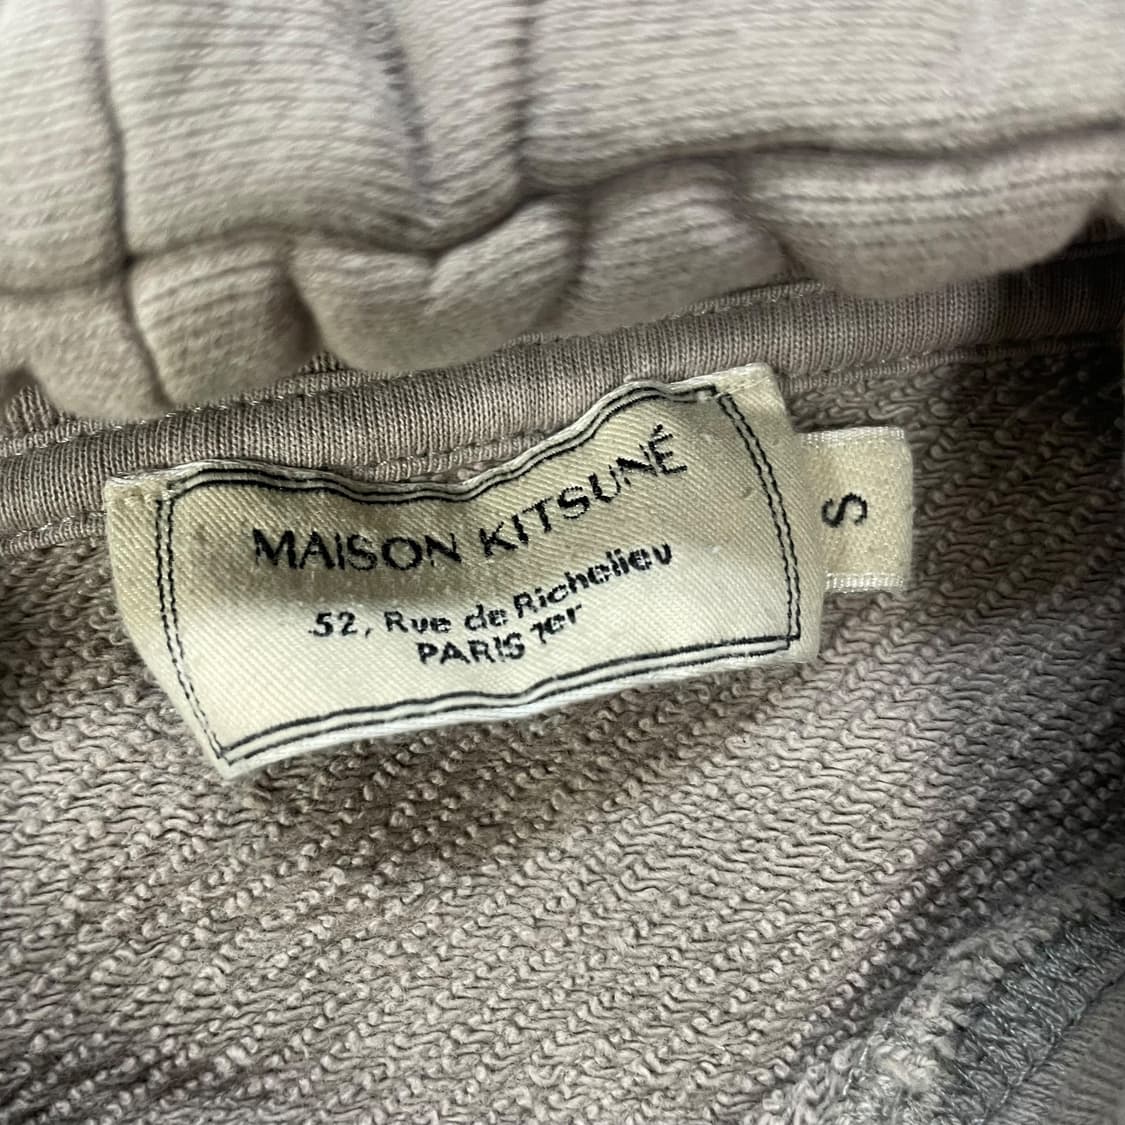 MAISON KITSUNÉ
52, Rue de Richelieu
PARIS 1er
S